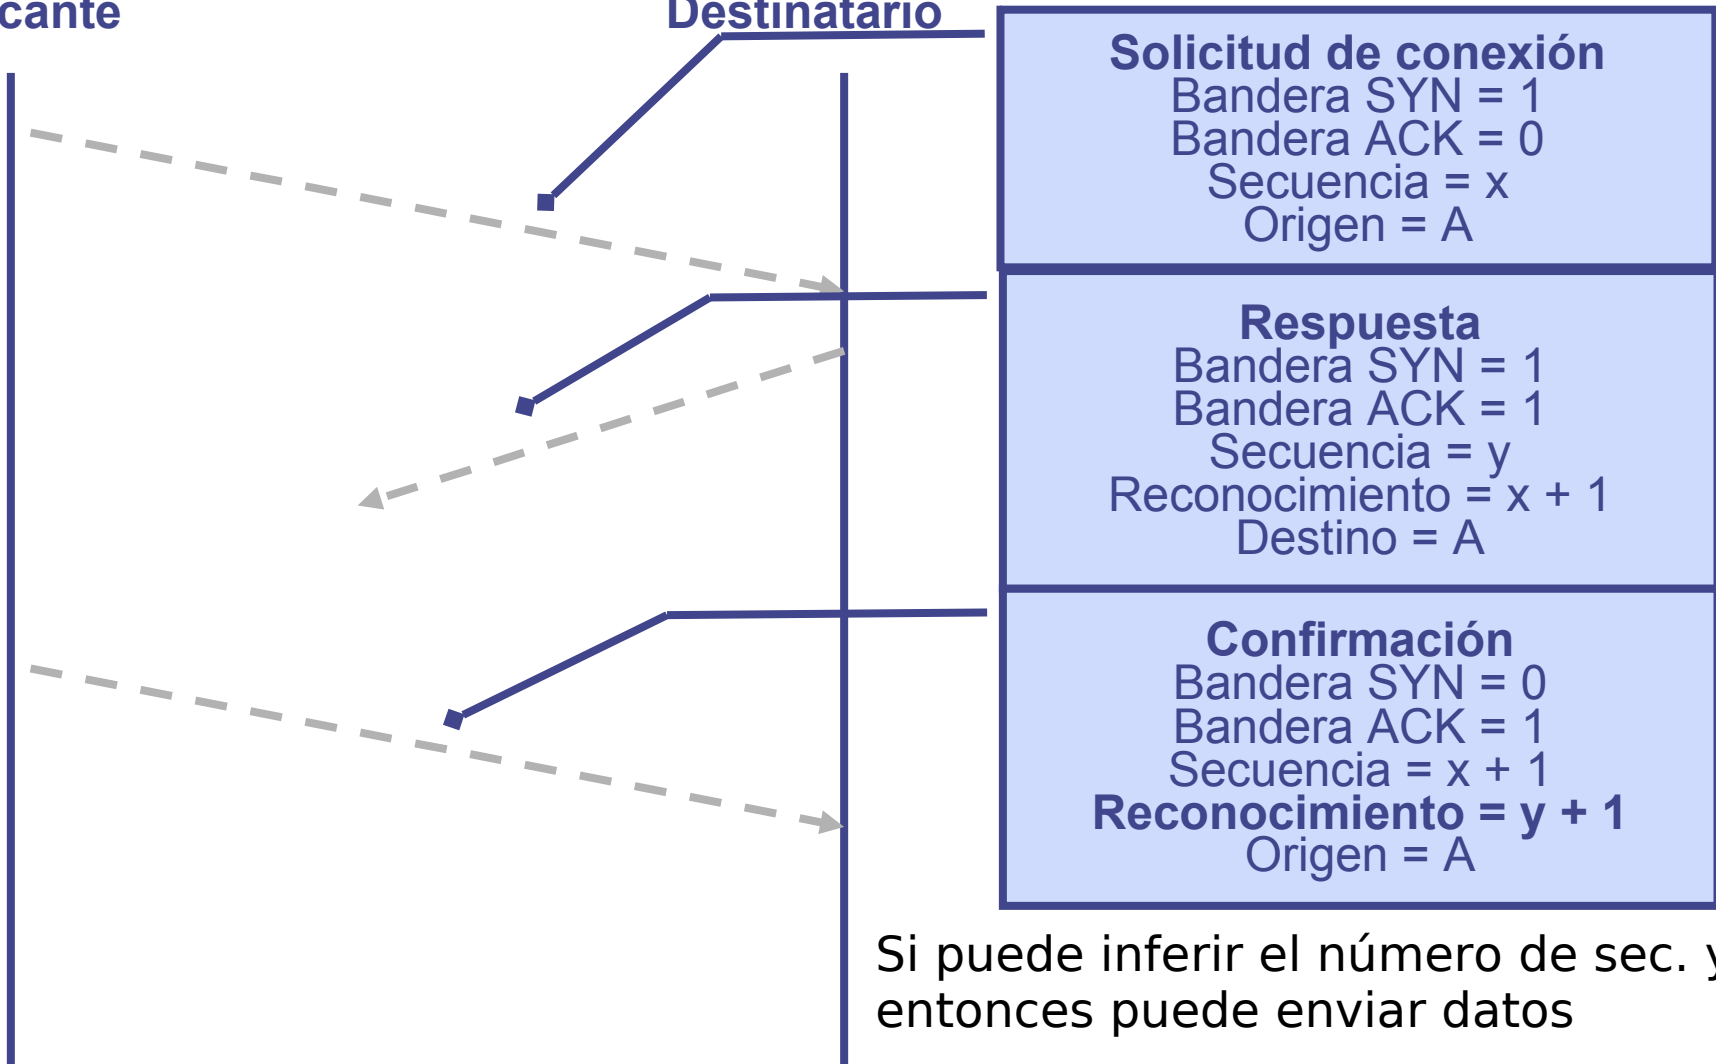 cante
Destinatario
Solicitud de conexión
Bandera SYN = 1
Bandera ACK = 0
Secuencia = x
Origen = A
Respuesta
Bandera SYN = 1
Bandera ACK = 1
Secuencia = y
Reconocimiento = x + 1
Destino = A
Confirmación
Bandera SYN = 0
Bandera ACK = 1
Secuencia = x + 1
Reconocimiento = y + 1
Origen = A
Si puede inferir el número de sec. y
entonces puede enviar datos